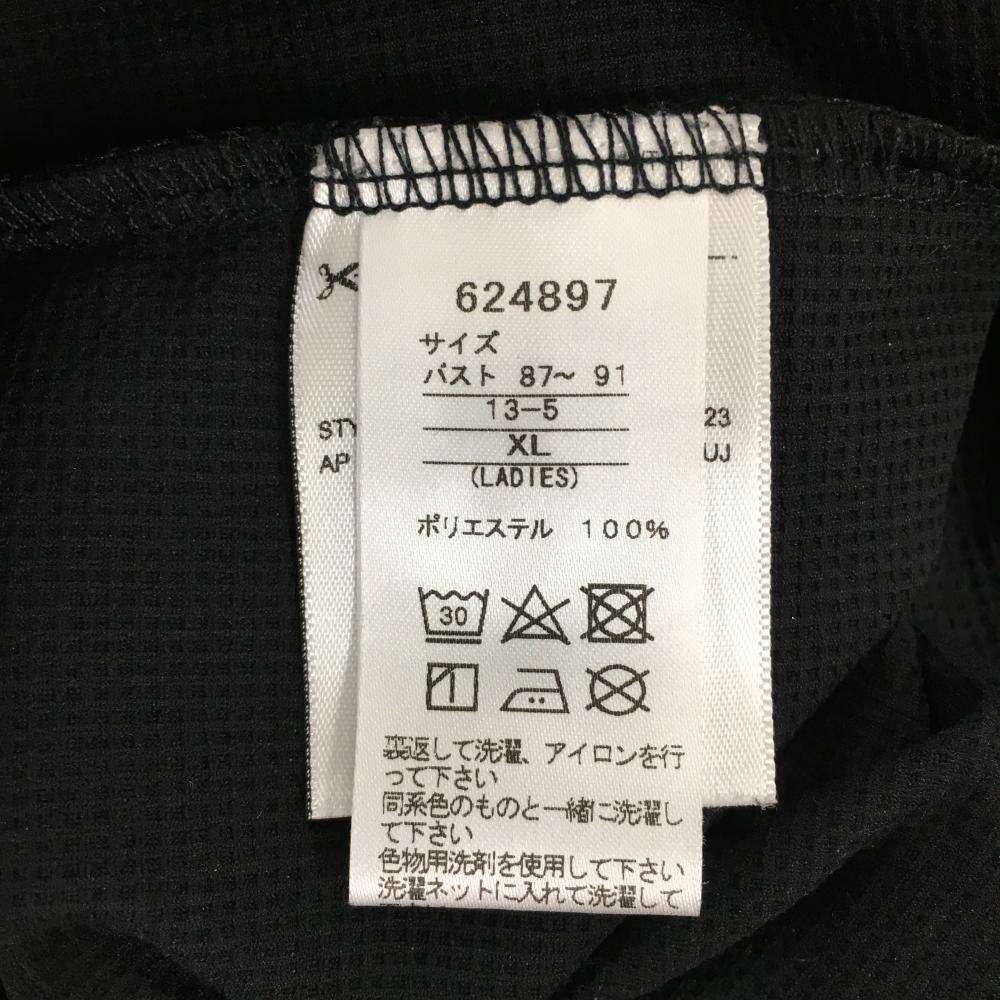 624897
サイズ
バスト 87～ 91
13-5
XL
(LADIES)
ポリエステル 100%
30
裏返して洗濯、アイロンを行
って下さい
同系色のものと一緒に洗濯し
て下さい
色物用洗剤を使用して下さい
洗濯ネットに入れて洗濯して
STY
23
AP
UJ